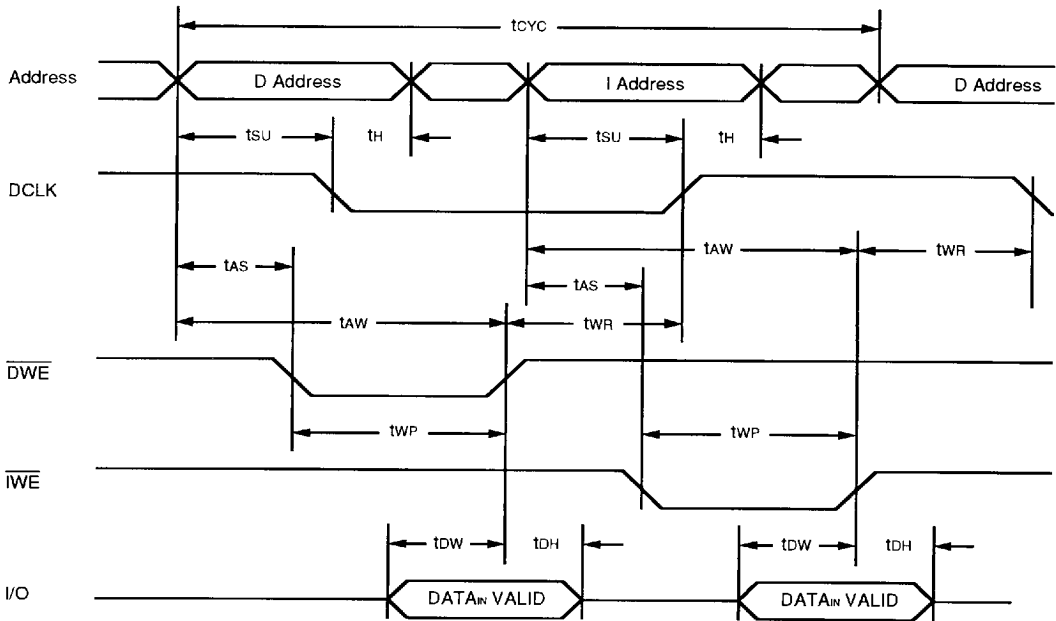 tCYC
Address D Address I Address D Address
tSU tH tSU tH
DCLK
tAW tWR
tAS tAS
tAW tWR
DWE
tWP tWP
IWE
tDW tDH tDW tDH
I/O DATAIN VALID DATAIN VALID